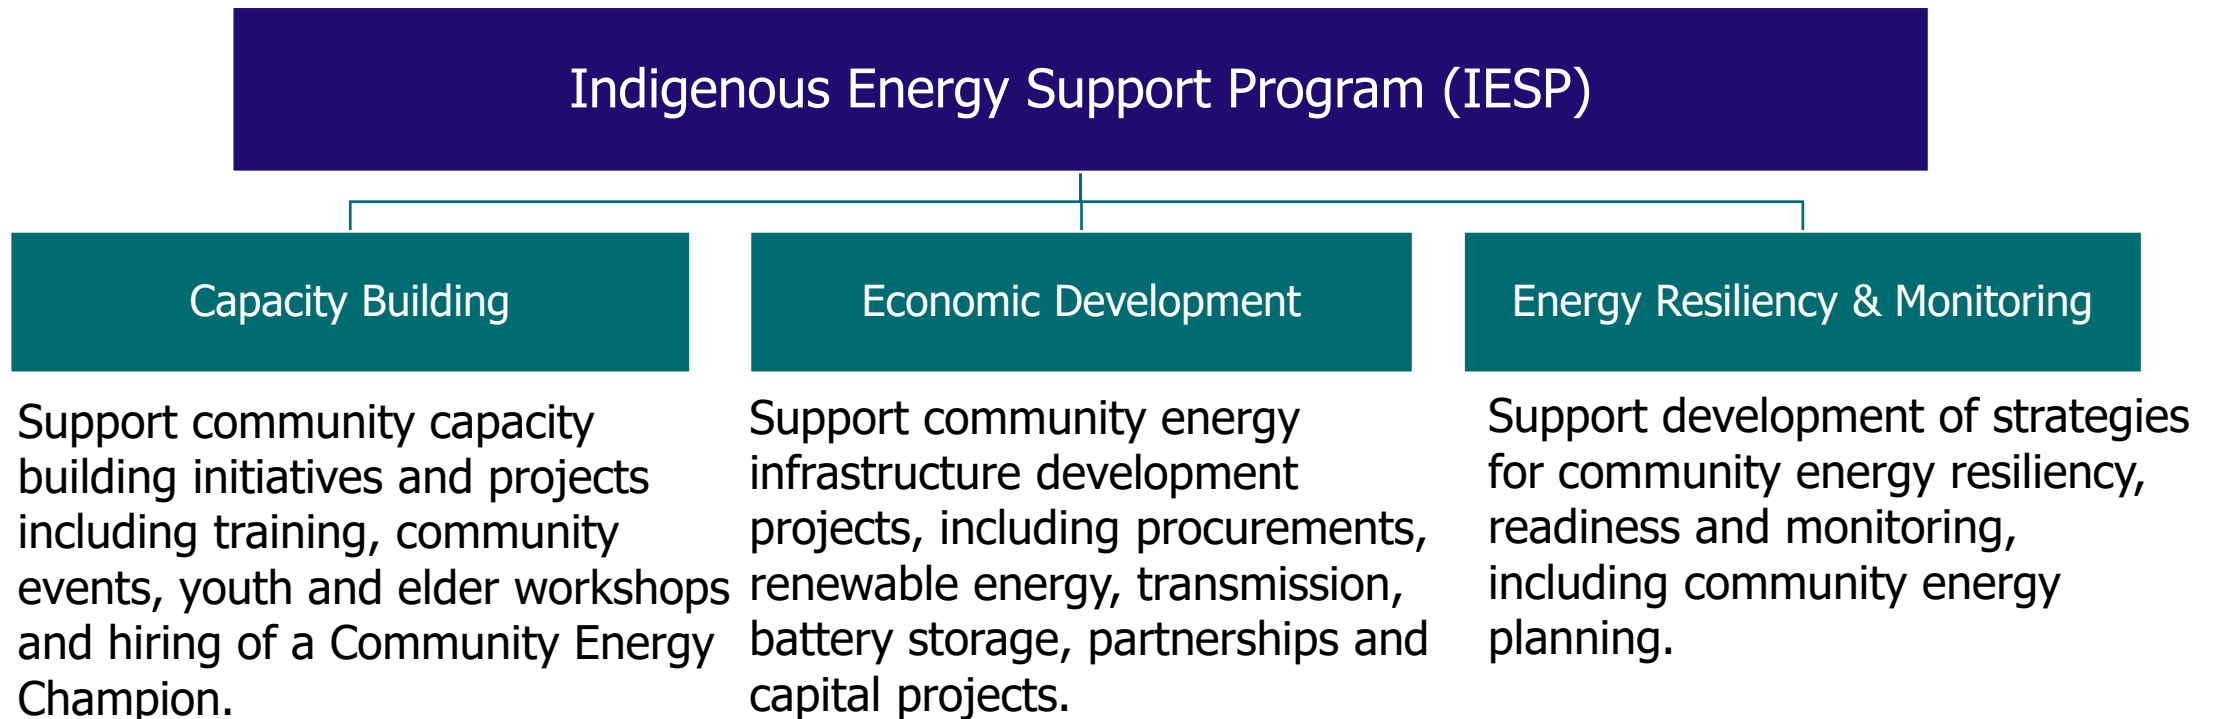 Indigenous Energy Support Program (IESP)
Capacity Building
Support community capacity
building initiatives and projects
including training, community
events, youth and elder workshops
and hiring of a Community Energy
Champion.
Economic Development
Support community energy
infrastructure development
projects, including procurements,
renewable energy, transmission,
battery storage, partnerships and
capital projects.
Energy Resiliency & Monitoring
Support development of strategies
for community energy resiliency,
readiness and monitoring,
including community energy
planning.